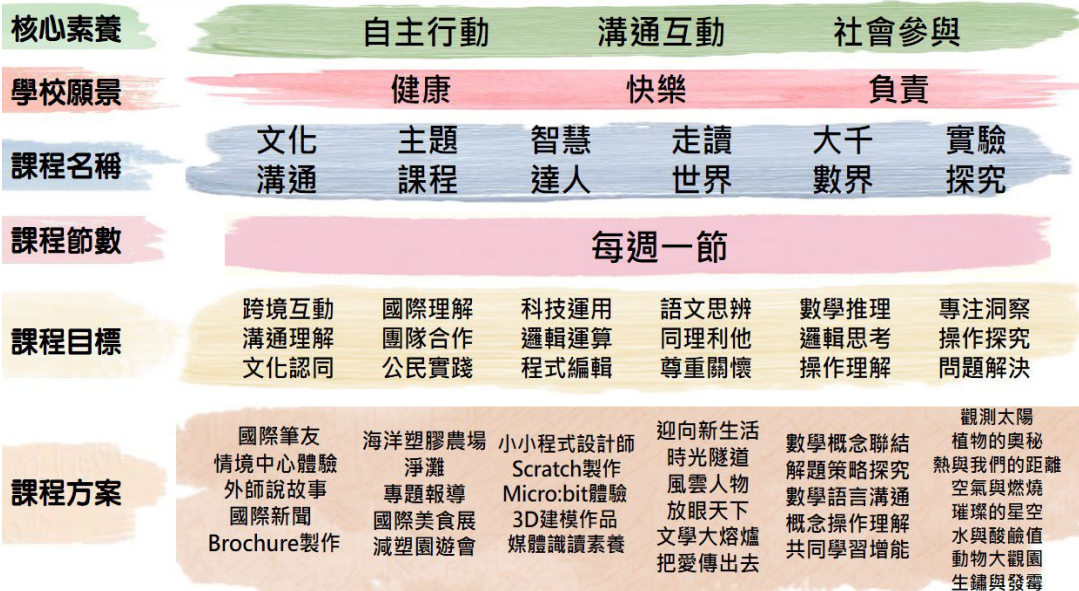 核心素養
自主行動 溝通互動 社會參與
學校願景
健康 快樂 負責
課程名稱
文化 主題 智慧 走讀 大千 實驗
溝通 課程 達人 世界 數界 探究
課程節數
每週一節
課程目標
跨境互動 國際理解 科技運用 語文思辨 數學推理 專注洞察
溝通理解 團隊合作 邏輯運算 同理利他 邏輯思考 操作探究
文化認同 公民實踐 程式編輯 尊重關懷 操作理解 問題解決
課程方案
國際筆友
情境中心體驗
外師說故事
國際新聞
Brochure製作
海洋塑膠農場
淨灘
專題報導
國際美食展
減塑園遊會
小小程式設計師
Scratch製作
Micro:bit體驗
3D建模作品
媒體識讀素養
迎向新生活
時光隧道
風雲人物
放眼天下
文學大熔爐
把愛傳出去
數學概念聯結
解題策略探究
數學語言溝通
概念操作理解
共同學習增能
觀測太陽
植物的奧秘
熱與我們的距離
空氣與燃燒
璀璨的星空
水與酸鹼值
動物大觀園
生鏽與發霉